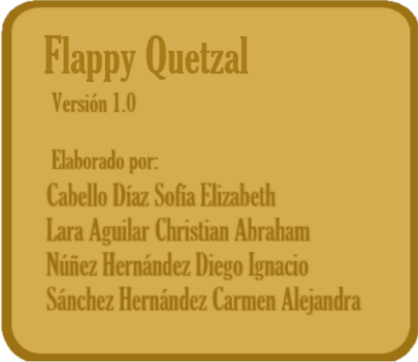 Flappy Quetzal
Versión 1.0
Elaborado por:
Cabello Díaz Sofía Elizabeth
Lara Aguilar Christian Abraham
Núñez Hernández Diego Ignacio
Sánchez Hernández Carmen Alejandra